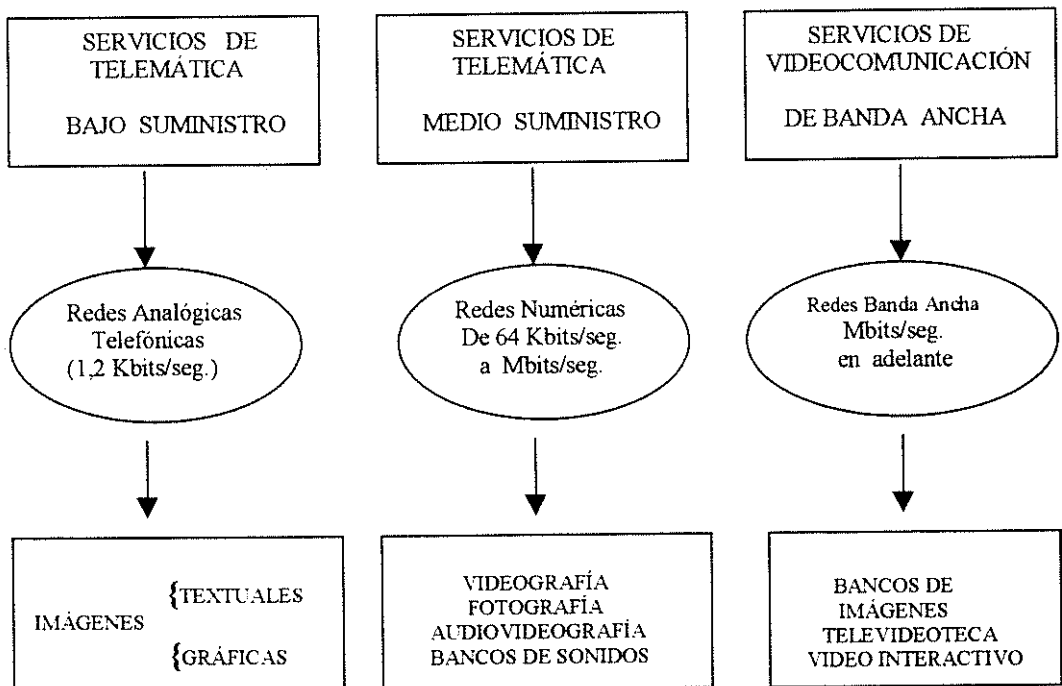 SERVICIOS DE
TELEMÁTICA
BAJO SUMINISTRO
SERVICIOS DE
TELEMÁTICA
MEDIO SUMINISTRO
SERVICIOS DE
VIDEOCOMUNICACIÓN
DE BANDA ANCHA
Redes Analógicas
Telefónicas
(1,2 Kbits/seg.)
Redes Numéricas
De 64 Kbits/seg.
a Mbits/seg.
Redes Banda Ancha
Mbits/seg.
en adelante
IMÁGENES
{TEXTUALES
{GRÁFICAS
VIDEOGRAFÍA
FOTOGRAFÍA
AUDIOVIDEOGRAFÍA
BANCOS DE SONIDOS
BANCOS DE
IMÁGENES
TELEVIDEOTECA
VIDEO INTERACTIVO